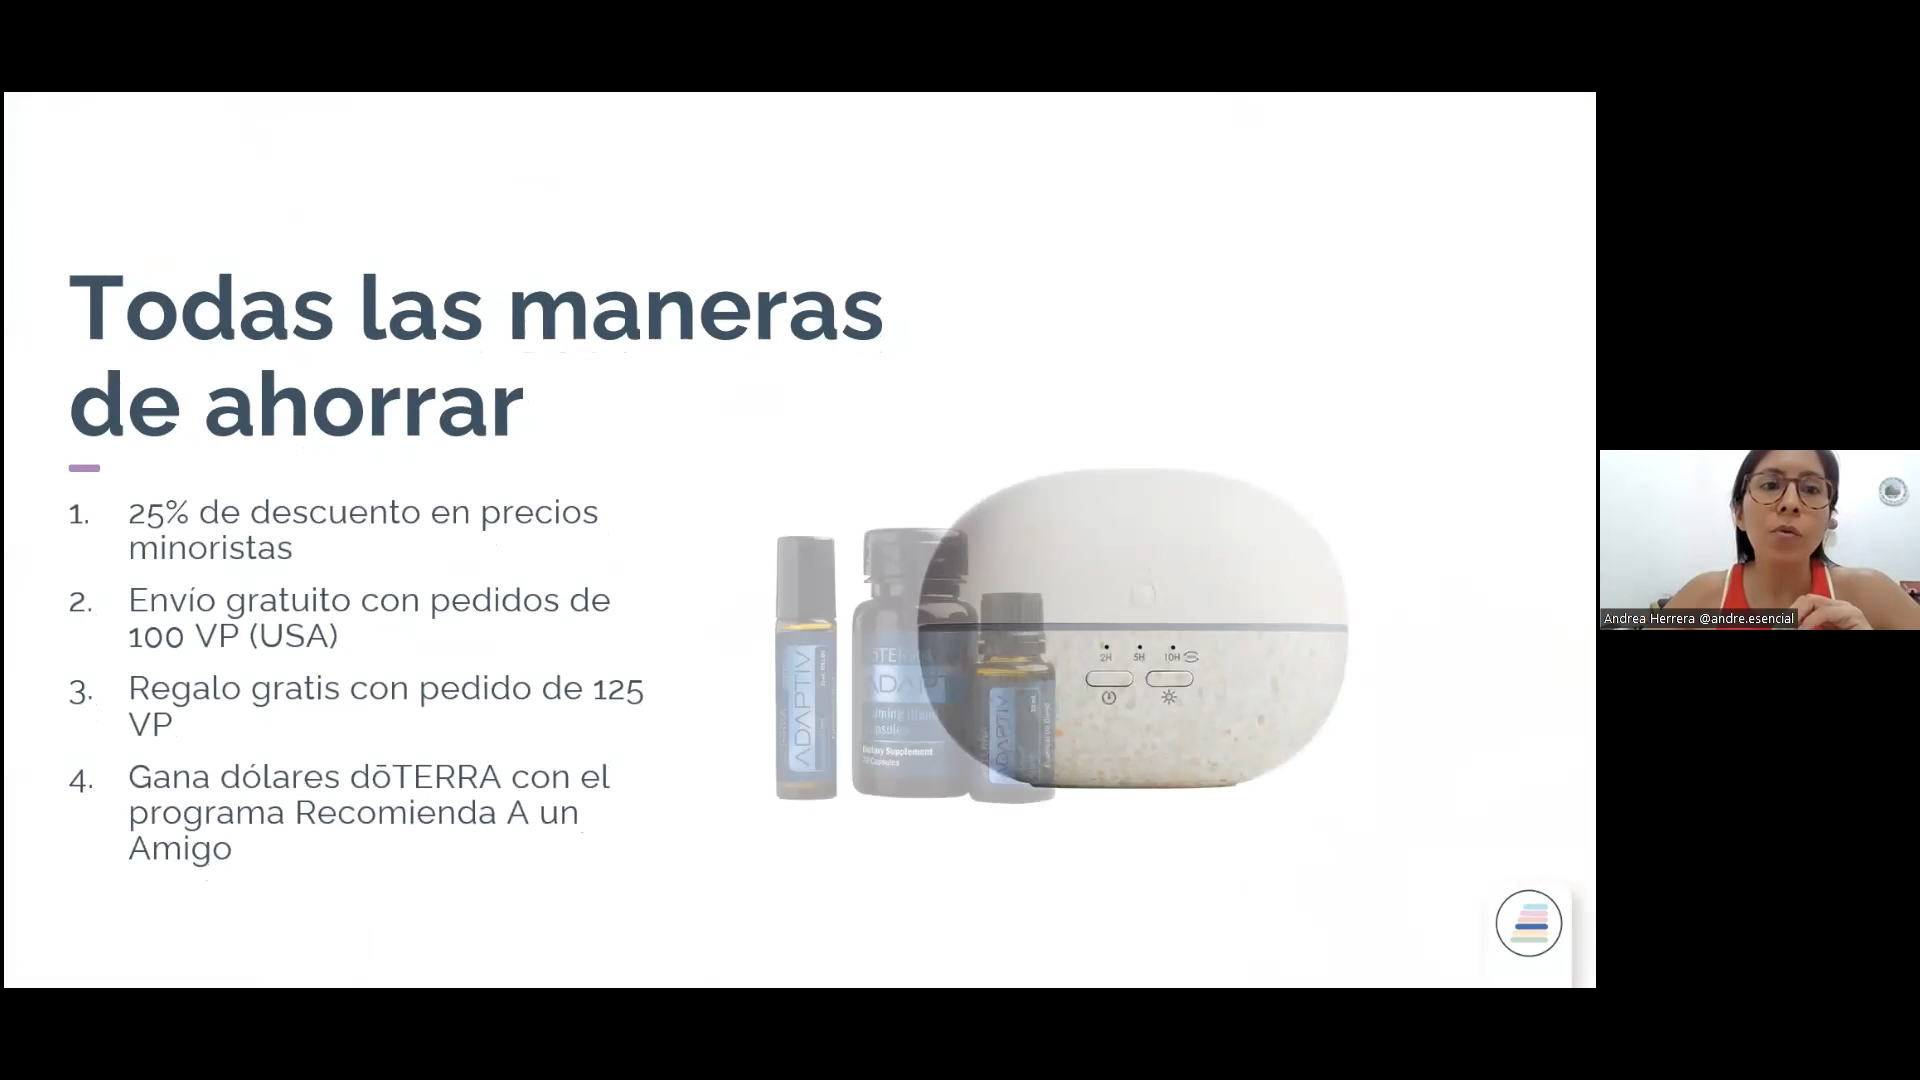 Todas las maneras
de ahorrar
1. 25% de descuento en precios
minoristas
2. Envío gratuito con pedidos de
100 VP (USA)
3. Regalo gratis con pedido de 125
VP
4. Gana dólares dōTERRA con el
programa Recomienda A un
Amigo
ADAPTIV
ADAPTIV
Dietary Supplement
Capsules
2H 5H 10H
Andrea Herrera @andre.esencial